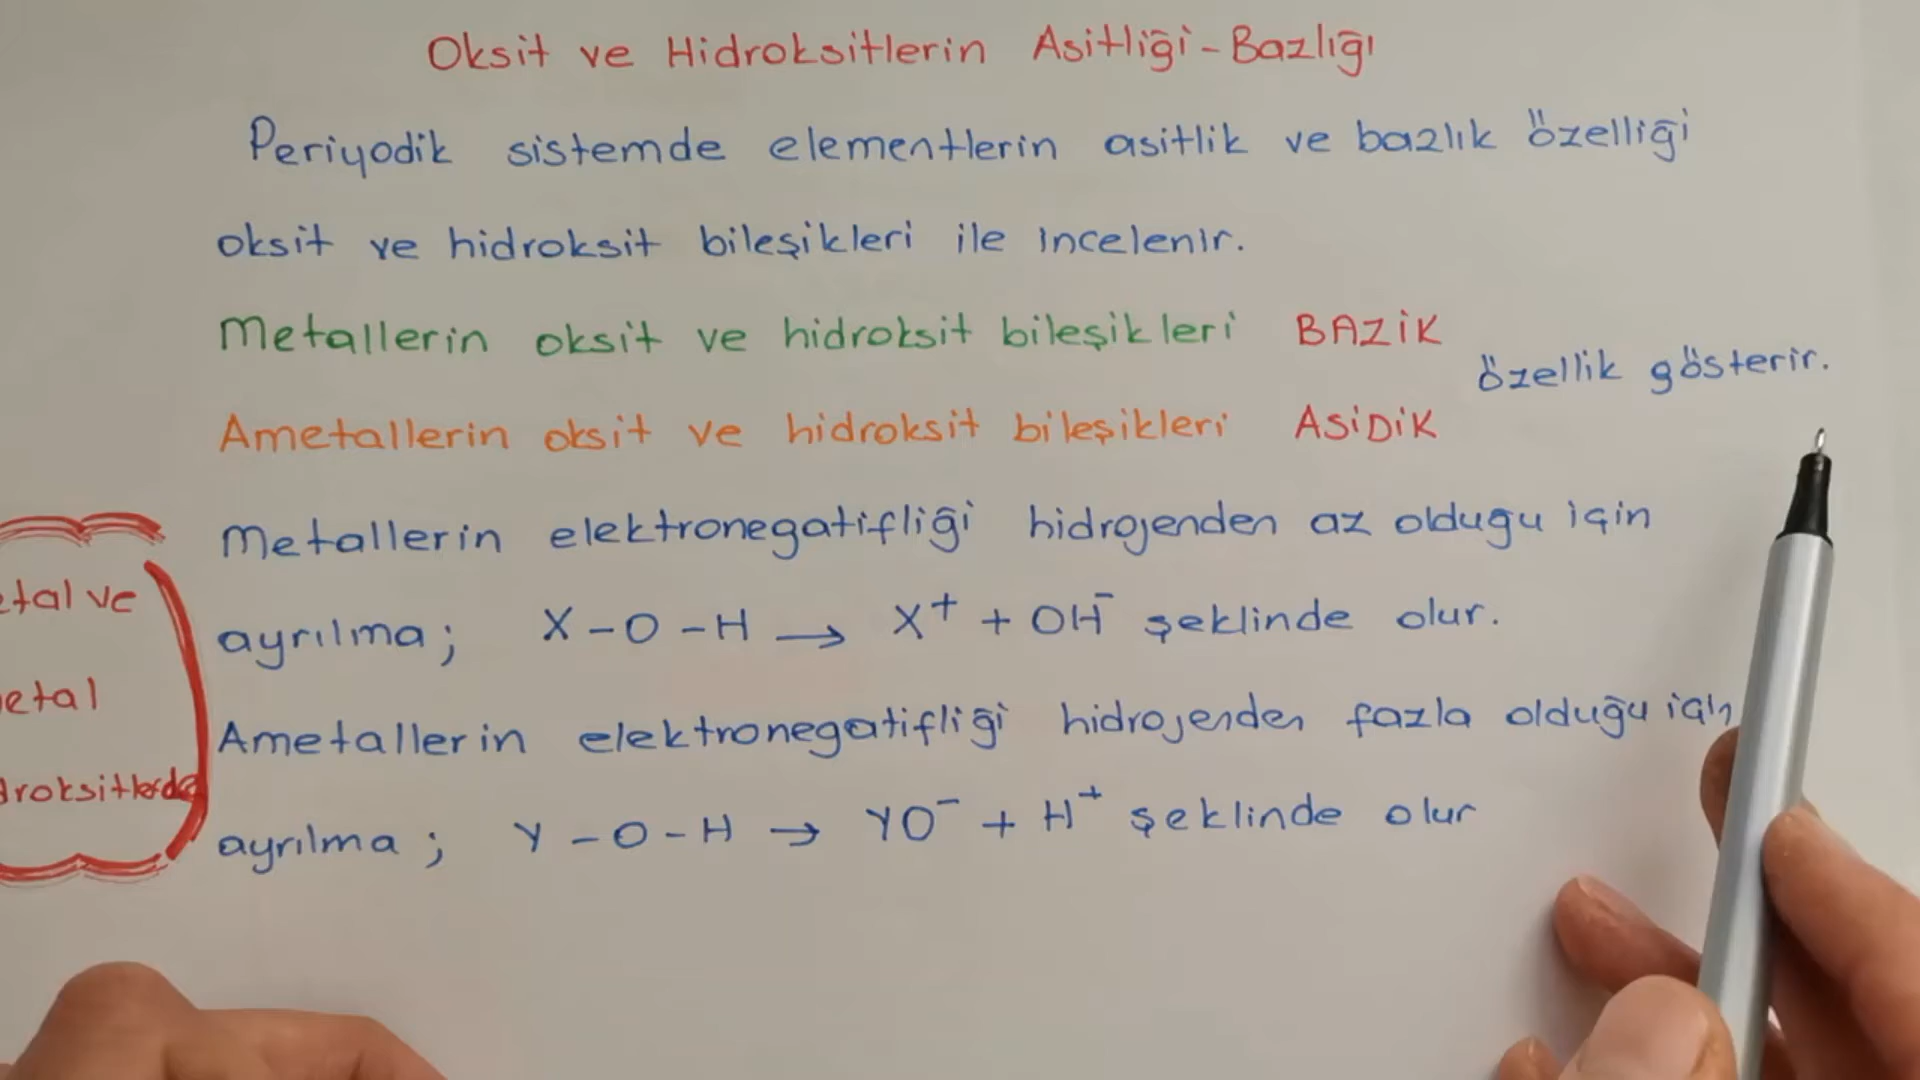 Oksit ve Hidroksitlerin Asitliği-Bazlığı
Periyodik sistemde elementlerin asitlik ve bazlık özelliği
oksit ve hidroksit bileşikleri ile incelenir.
Metallerin oksit ve hidroksit bileşikleri BAZİK
özellik gösterir.
Ametallerin oksit ve hidroksit bileşikleri ASİDİK
Metallerin elektronegatifliği hidrojenden az olduğu için
ayrılma; X-O-H → X⁺ + OH⁻ şeklinde olur.
Ametallerin elektronegatifliği hidrojenden fazla olduğu için
ayrılma; Y-O-H → YO⁻ + H⁺ şeklinde olur
ve